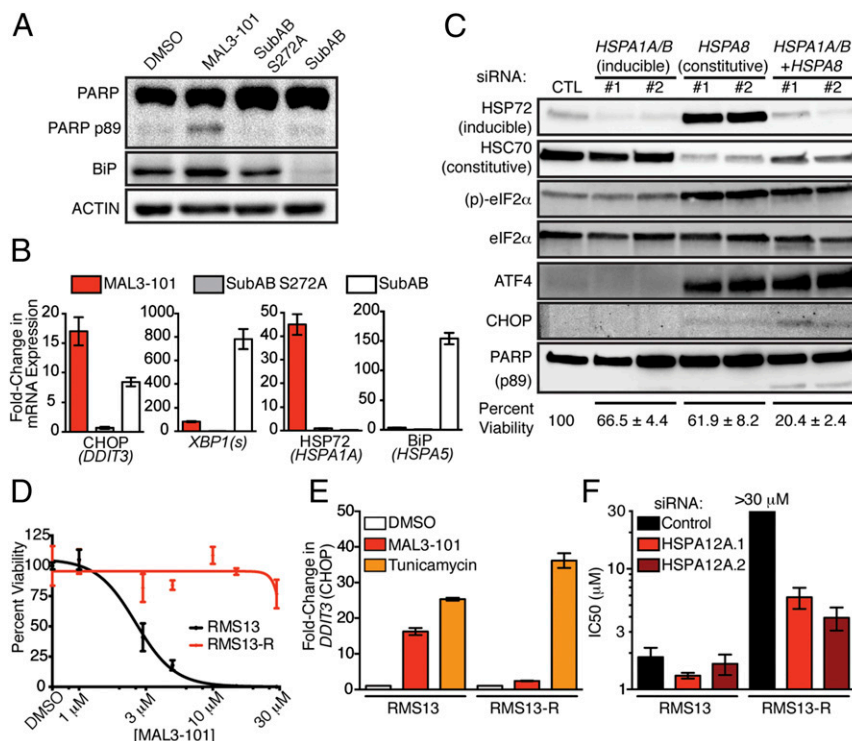 A
DMSO
MAL3-101
SubAB
S272A
SubAB
PARP
PARP p89
BiP
ACTIN
B
MAL3-101
SubAB S272A
SubAB
Fold-Change in
mRNA Expression
20
15
10
5
0
CHOP
(DDIT3)
1000
800
600
400
200
0
XBP1(s)
50
40
30
20
10
0
HSP72
(HSPA1A)
200
150
100
50
0
BiP
(HSPA5)
C
HSPA1A/B
(inducible)
HSPA8
(constitutive)
HSPA1A/B
+HSPA8
siRNA:
CTL
#1
#2
#1
#2
#1
#2
HSP72
(inducible)
HSC70
(constitutive)
(p)-eIF2α
eIF2α
ATF4
CHOP
PARP
(p89)
Percent
Viability
100
66.5 ± 4.4
61.9 ± 8.2
20.4 ± 2.4
D
Percent Viability
125
100
75
50
25
0
RMS13
RMS13-R
DMSO
1 μM
3 μM
10 μM
30 μM
[MAL3-101]
E
Fold-Change in
DDIT3 (CHOP)
50
40
30
20
10
0
DMSO
MAL3-101
Tunicamycin
RMS13
RMS13-R
F
siRNA:
Control
HSPA12A.1
HSPA12A.2
>30 μM
IC50 (μM)
30
10
3
1
RMS13
RMS13-R